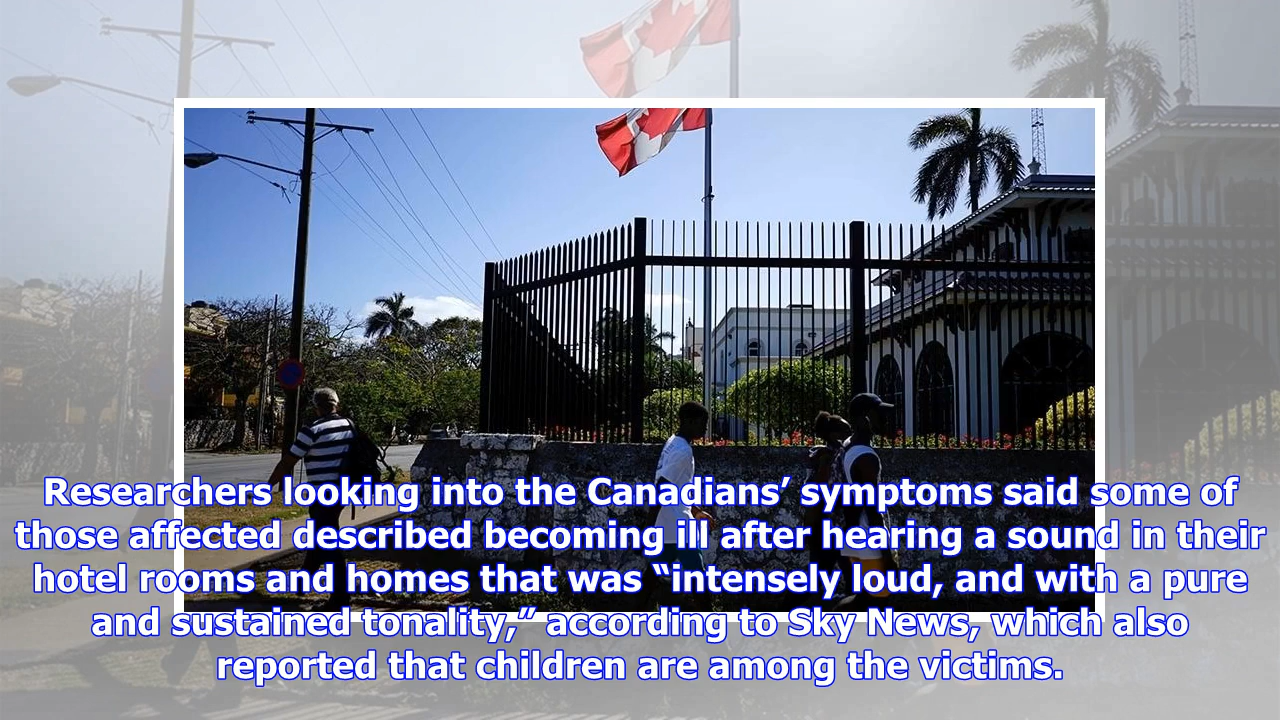 Researchers looking into the Canadians’ symptoms said some of
those affected described becoming ill after hearing a sound in their
hotel rooms and homes that was “intensely loud, and with a pure
and sustained tonality,” according to Sky News, which also
reported that children are among the victims.